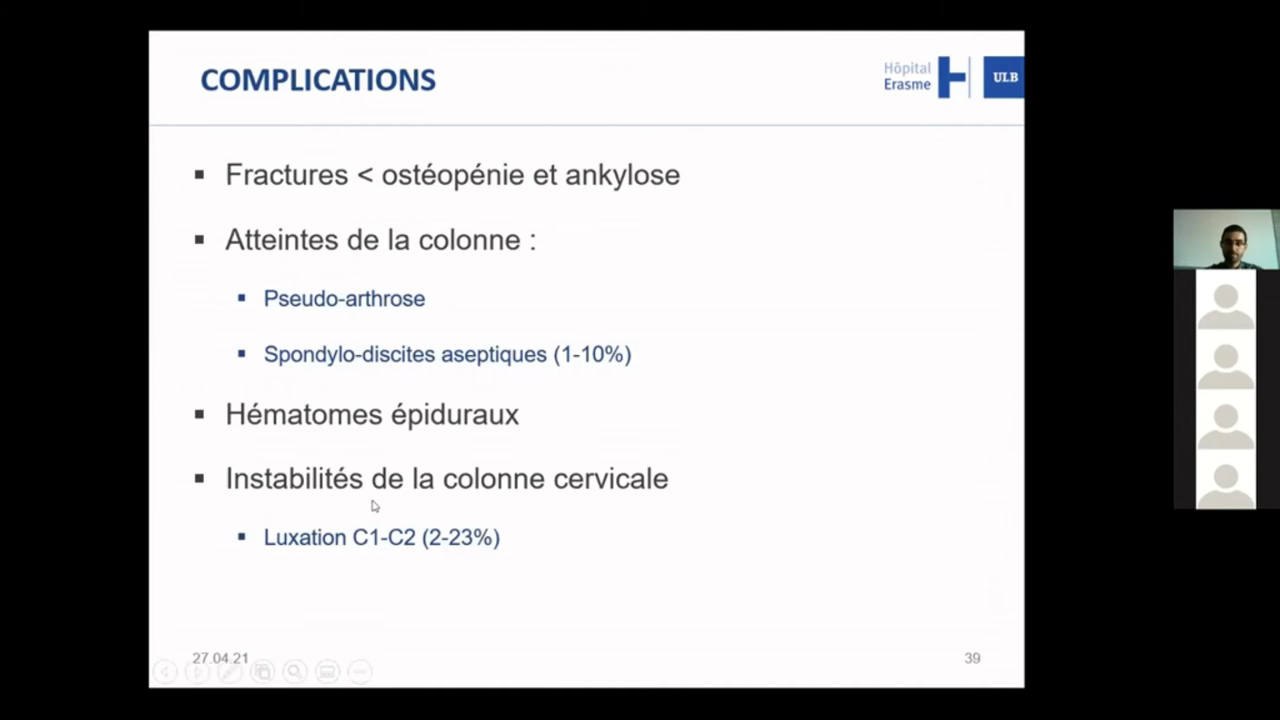 COMPLICATIONS
Hôpital
Erasme
ULB
Fractures < ostéopénie et ankylose
Atteintes de la colonne :
Pseudo-arthrose
Spondylo-discites aseptiques (1-10%)
Hématomes épiduraux
Instabilités de la colonne cervicale
Luxation C1-C2 (2-23%)
27.04.21
39